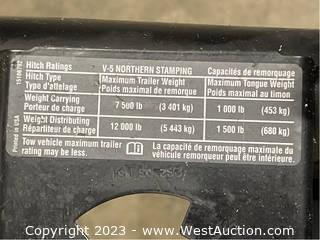 Hitch Ratings V-5 NORTHERN STAMPING Capacités de remorquage
Hitch Type Maximum Trailer Weight Maximum Tongue Weight
Type d'attelage Poids maximal de remorque Poids maximal au timon
Weight Carrying 7 500 lb (3 401 kg) 1 000 lb (453 kg)
Porteur de charge
Weight Distributing 12 000 lb (5 443 kg) 1 500 lb (680 kg)
Répartiteur de charge
Tow vehicle maximum trailer La capacité de remorquage maximale du
rating may be less. véhicule remorqueur peut être inférieure.
Printed in USA
Copyright 2023 - WestAuction - www.WestAuction.com